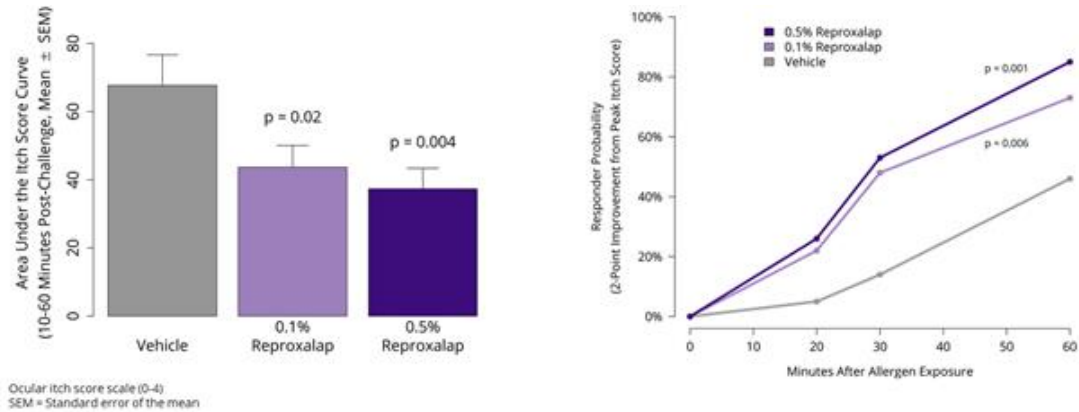 Area Under the Itch Score Curve
(10-60 Minutes Post-Challenge, Mean ± SEM)
80
60
40
20
0
p = 0.02
p = 0.004
Vehicle
0.1%
Reproxalap
0.5%
Reproxalap
Ocular itch score scale (0-4)
SEM = Standard error of the mean
Responder Probability
(2-Point Improvement from Peak Itch Score)
100%
80%
60%
40%
20%
0%
0.5% Reproxalap
0.1% Reproxalap
Vehicle
p = 0.001
p = 0.006
0
10
20
30
40
50
60
Minutes After Allergen Exposure